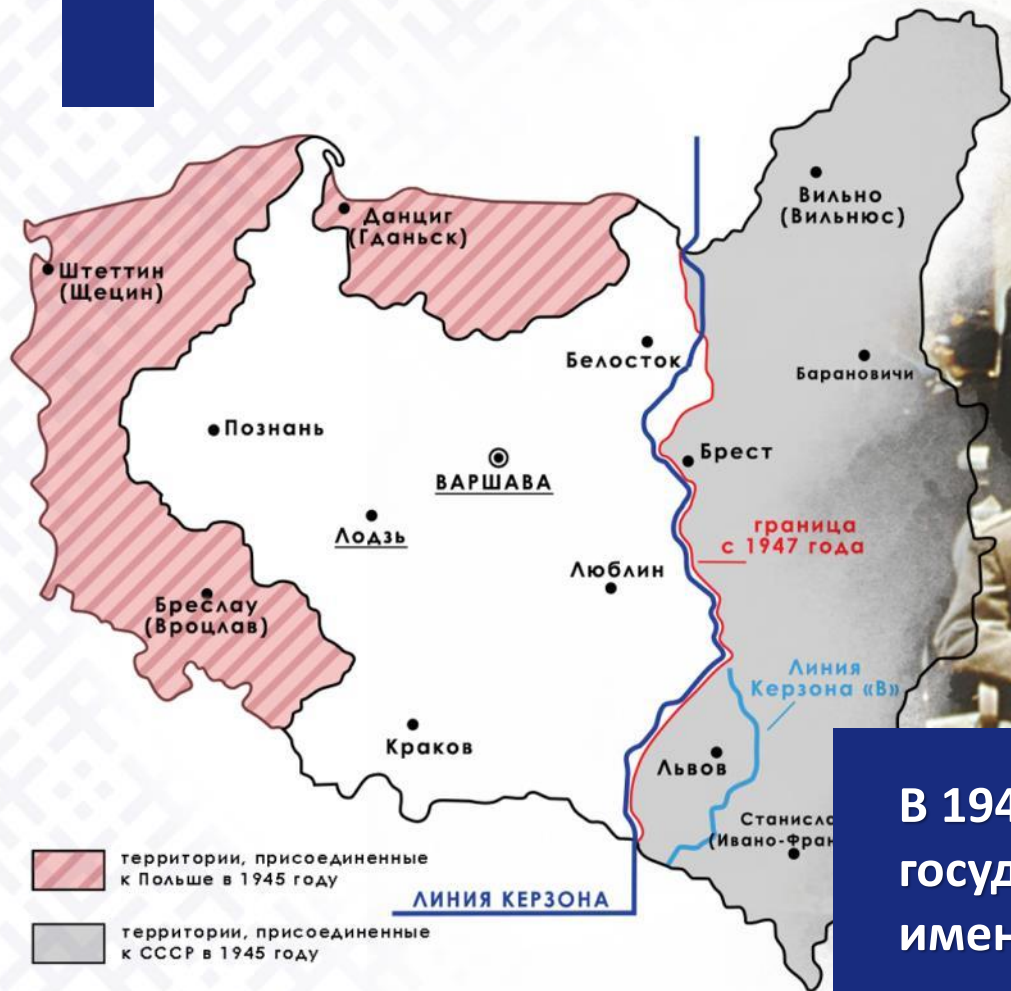 Вильно
(Вильнюс)
Данциг
(Гданьск)
Штеттин
(Щецин)
Белосток
Барановичи
Познань
Брест
ВАРШАВА
Лодзь
граница
с 1947 года
Люблин
Бреслау
(Вроцлав)
Линия
Керзона «В»
Краков
Львов
территории, присоединенные
к Польше в 1945 году
ЛИНИЯ КЕРЗОНА
территории, присоединенные
к СССР в 1945 году